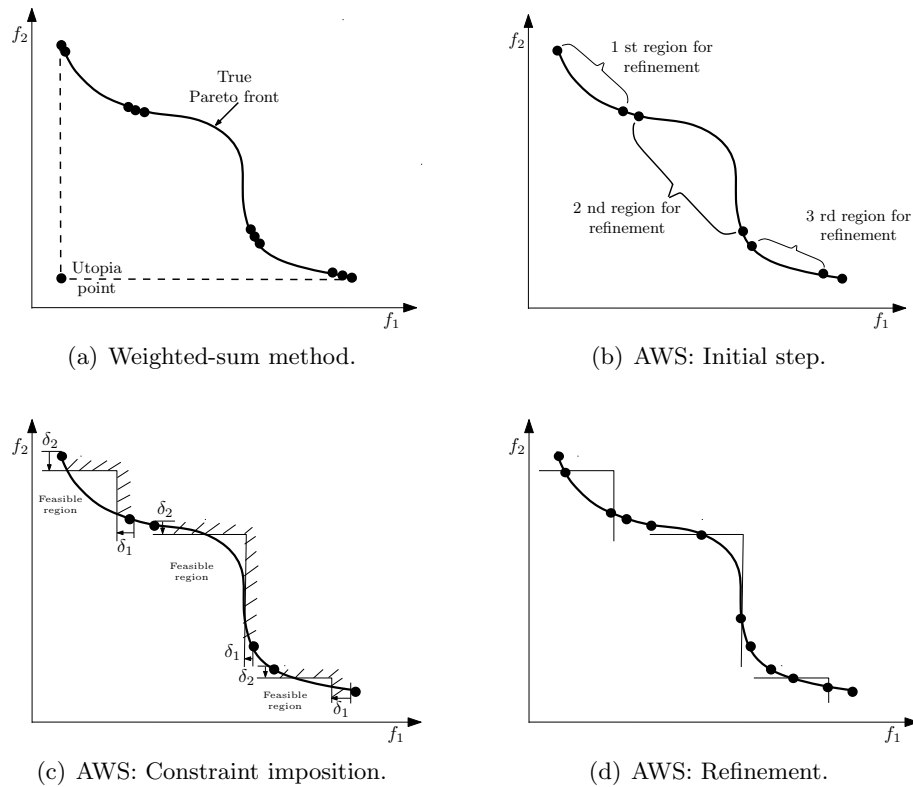 f₂
True
Pareto front
Utopia
point
f₁
(a) Weighted-sum method.
f₂
1 st region for
refinement
2 nd region for
refinement
3 rd region for
refinement
f₁
(b) AWS: Initial step.
f₂
δ₂
Feasible
region
δ₁
δ₂
Feasible
region
δ₁
δ₂
Feasible
region
δ₁
f₁
(c) AWS: Constraint imposition.
f₂
f₁
(d) AWS: Refinement.